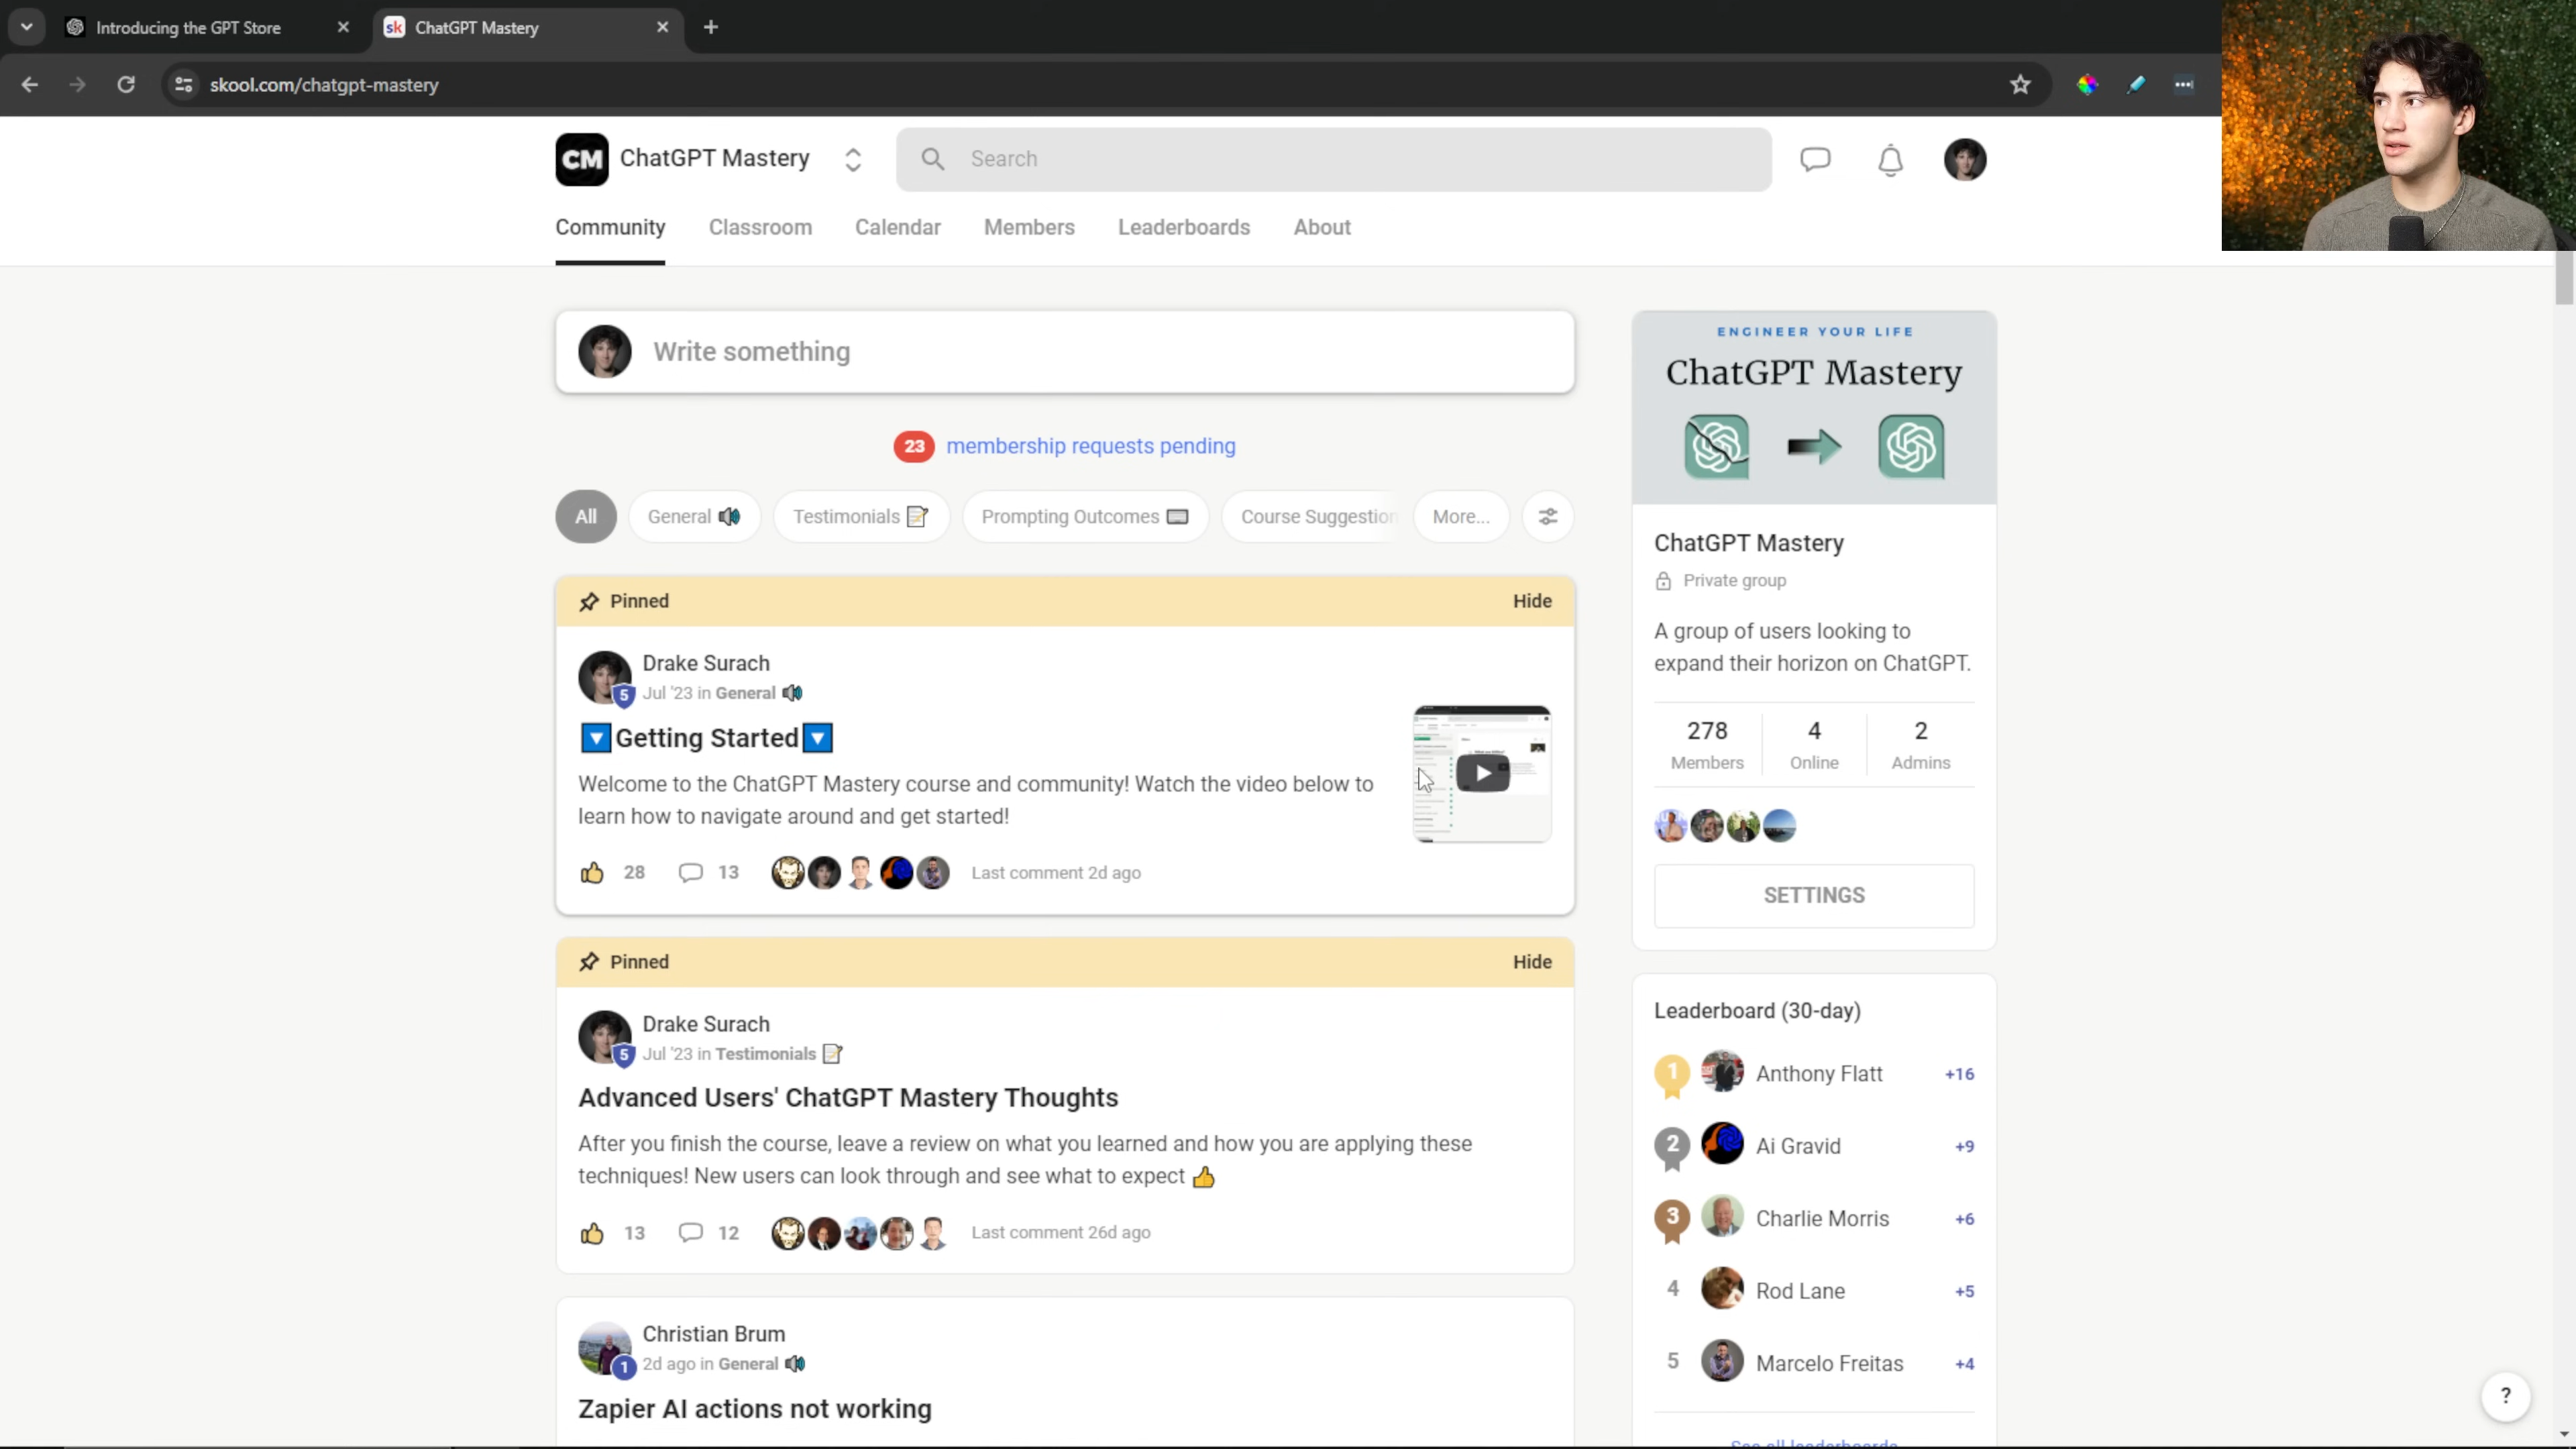 Introducing the GPT Store
sk ChatGPT Mastery
skool.com/chatgpt-mastery
CM ChatGPT Mastery
Search
Community Classroom Calendar Members Leaderboards About
Write something
23 membership requests pending
All General Testimonials Prompting Outcomes Course Suggestion More...
Pinned Hide
Drake Surach
5 Jul '23 in General
Getting Started
Welcome to the ChatGPT Mastery course and community! Watch the video below to
learn how to navigate around and get started!
28 13 Last comment 2d ago
Pinned Hide
Drake Surach
5 Jul '23 in Testimonials
Advanced Users' ChatGPT Mastery Thoughts
After you finish the course, leave a review on what you learned and how you are applying these
techniques! New users can look through and see what to expect
13 12 Last comment 26d ago
Christian Brum
1 2d ago in General
Zapier AI actions not working
ENGINEER YOUR LIFE
ChatGPT Mastery
ChatGPT Mastery
Private group
A group of users looking to
expand their horizon on ChatGPT.
278 4 2
Members Online Admins
SETTINGS
Leaderboard (30-day)
1 Anthony Flatt +16
2 Ai Gravid +9
3 Charlie Morris +6
4 Rod Lane +5
5 Marcelo Freitas +4
See all leaderboards
?